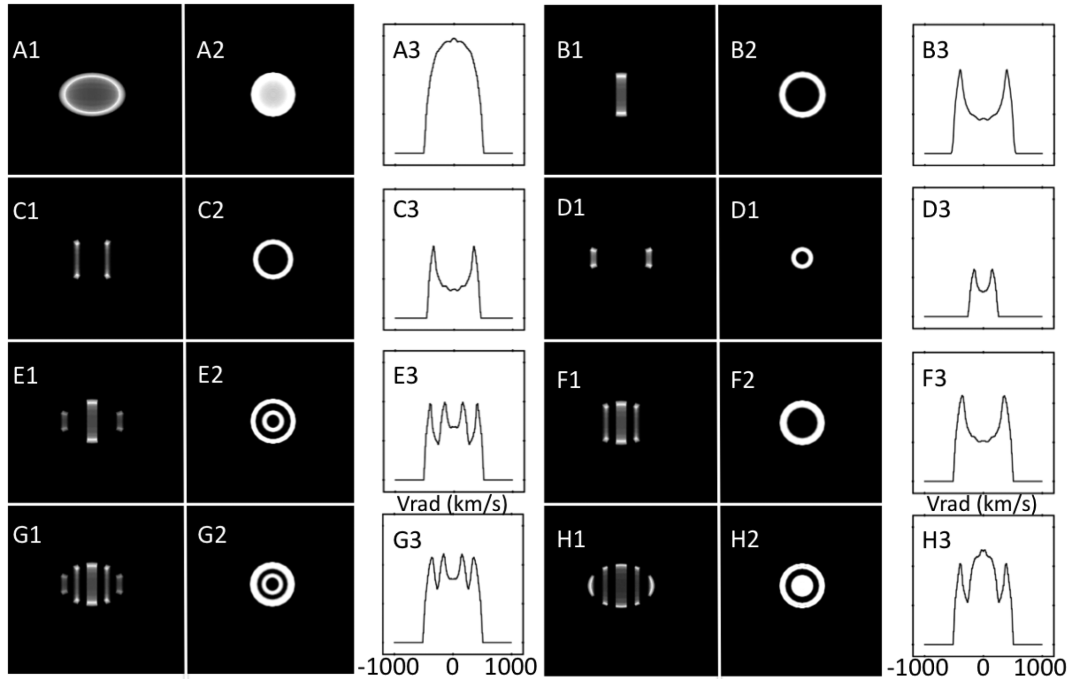 A1 A2 A3 B1 B2 B3
C1 C2 C3 D1 D1 D3
E1 E2 E3 F1 F2 F3
Vrad (km/s) Vrad (km/s)
G1 G2 G3 H1 H2 H3
-1000 0 1000 -1000 0 1000